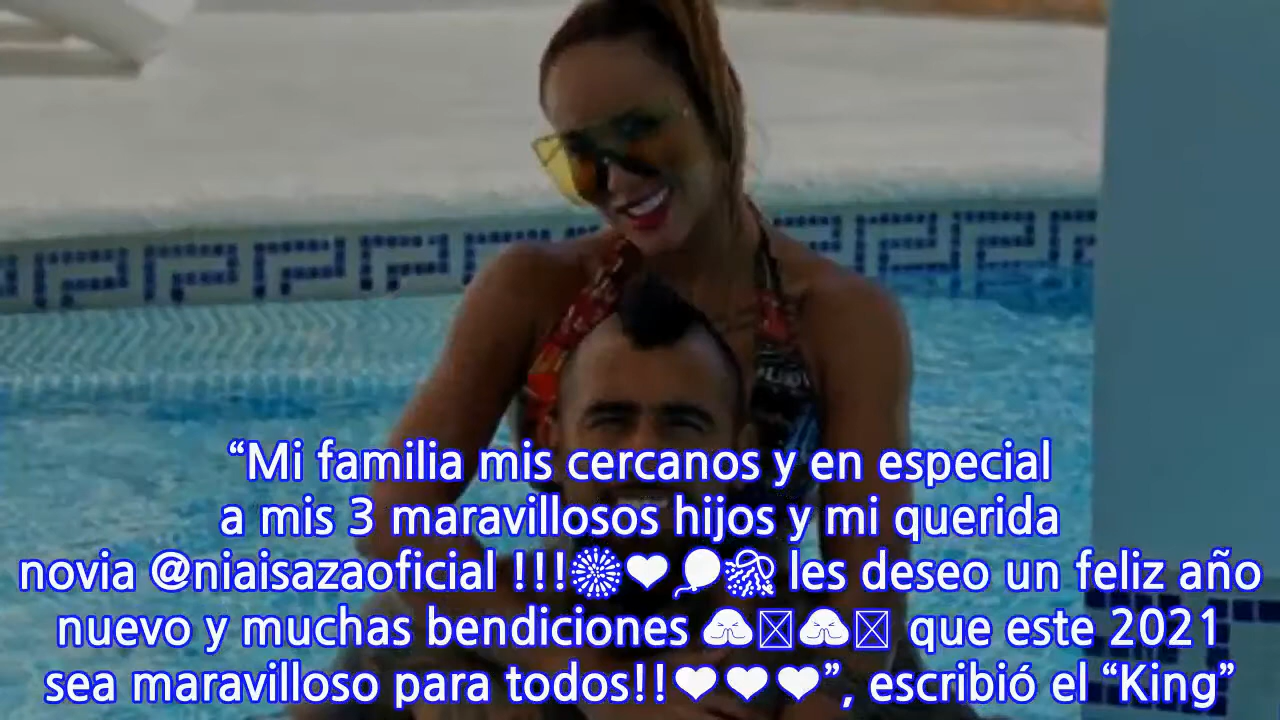 “Mi familia mis cercanos y en especial
a mis 3 maravillosos hijos y mi querida
novia @niaisazaoficial !!!🎆❤🎈🎊 les deseo un feliz año
nuevo y muchas bendiciones 🙏🙏 que este 2021
sea maravilloso para todos!!❤❤❤”, escribió el “King”